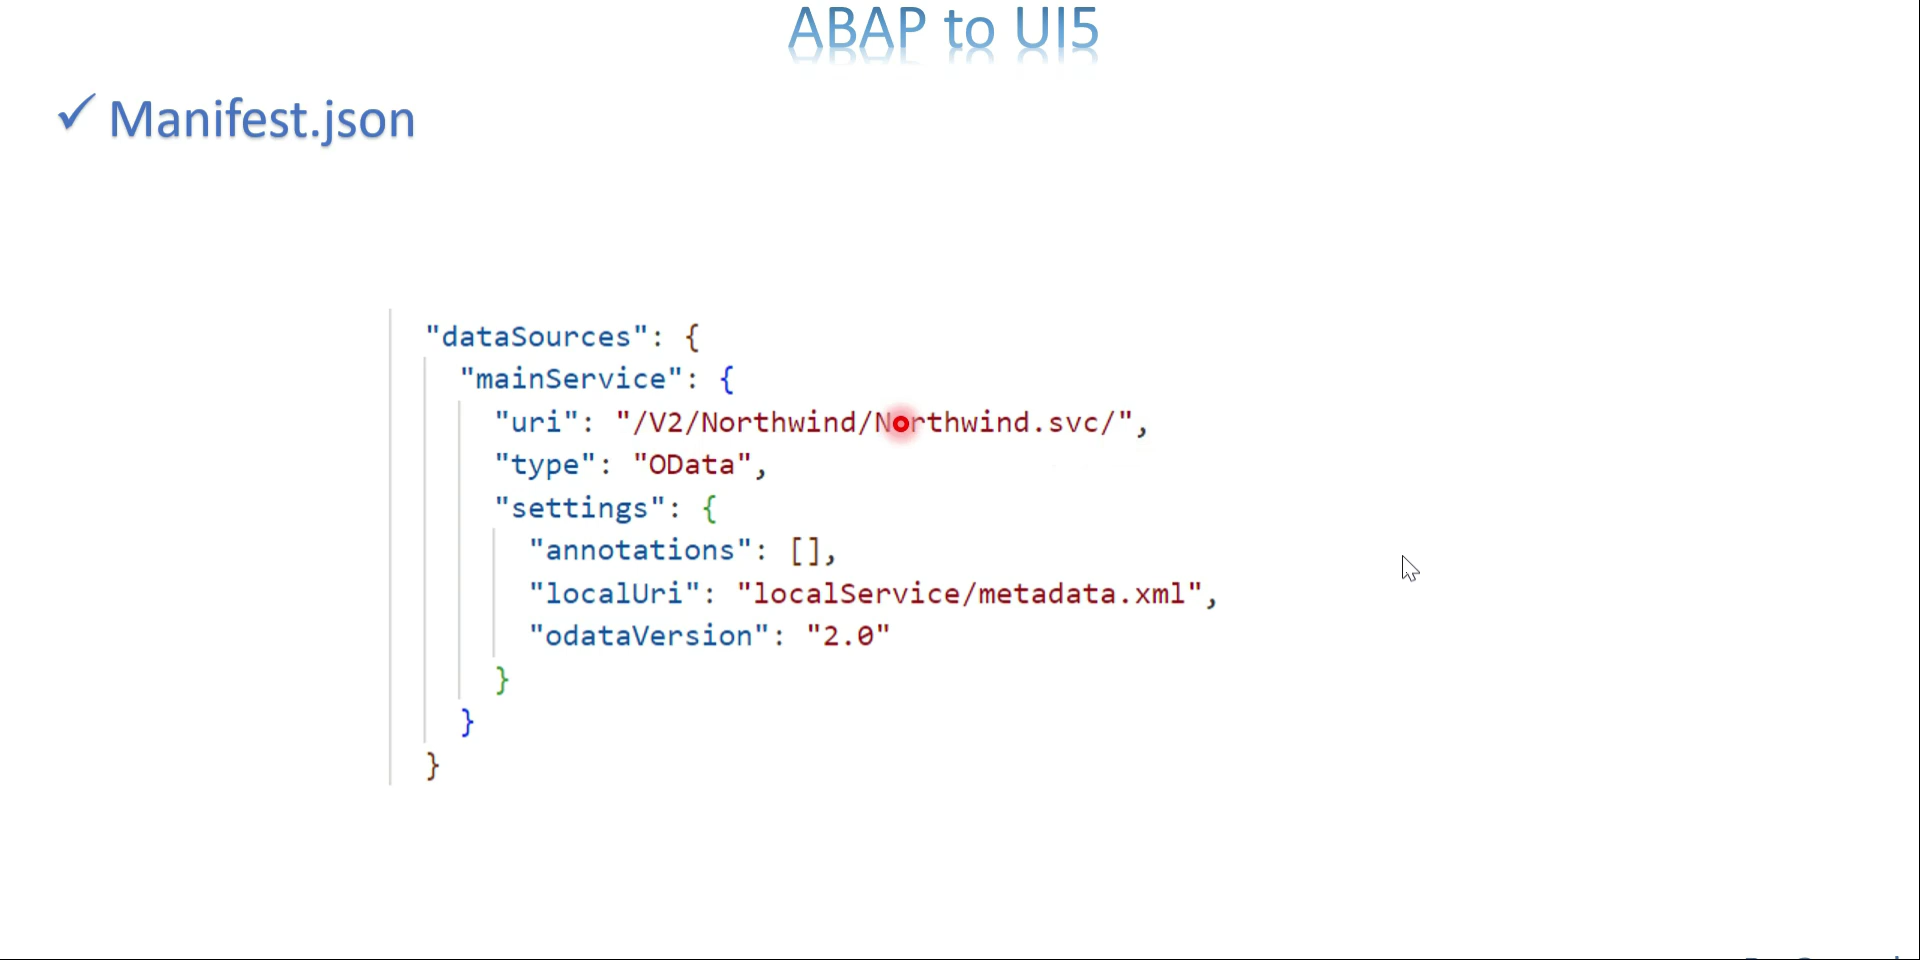 ABAP to UI5
✓ Manifest.json
"dataSources": {
"mainService": {
"uri": "/V2/Northwind/Northwind.svc/",
"type": "OData",
"settings": {
"annotations": [],
"localUri": "localService/metadata.xml",
"odataVersion": "2.0"
}
}
}